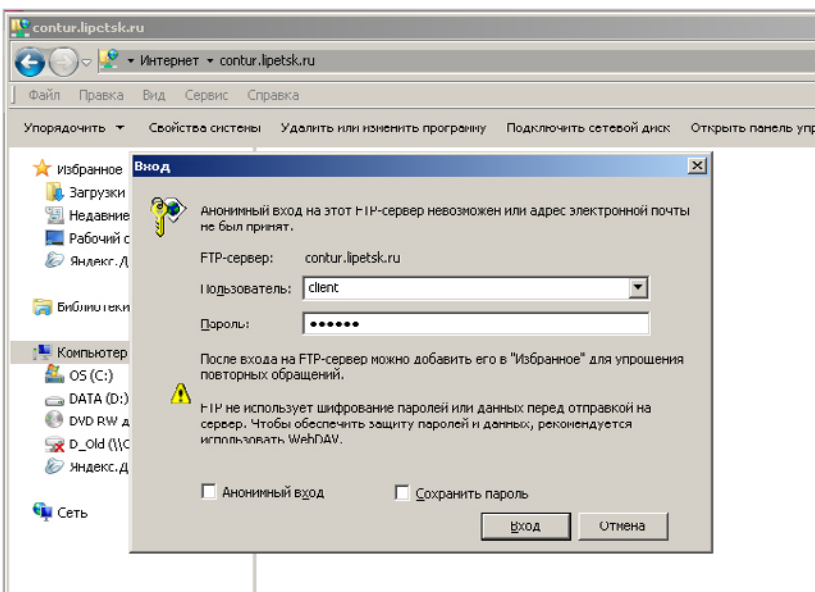 contur.lipetsk.ru
Интернет contur.lipetsk.ru
Файл Правка Вид Сервис Справка
Упорядочить Свойства системы Удалить или изменить программу Подключить сетевой диск Открыть панель упр
Избранное
Загрузки
Недавние
Рабочий с
Яндекс.Д
Библиотеки
Компьютер
OS (C:)
DATA (D:)
DVD RW д
D_Old (\\C
Яндекс.Д
Сеть
Вход
Анонимный вход на этот FTP-сервер невозможен или адрес электронной почты
не был принят.
FTP-сервер: contur.lipetsk.ru
Пользователь: client
Пароль: ••••••
После входа на FTP-сервер можно добавить его в "Избранное" для упрощения
повторных обращений.
FTP не использует шифрование паролей или данных перед отправкой на
сервер. Чтобы обеспечить защиту паролей и данных, рекомендуется
использовать WebDAV.
Анонимный вход Сохранить пароль
Вход Отмена